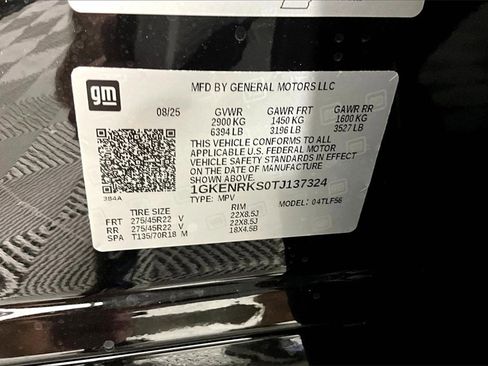 gm
MFD BY GENERAL MOTORS LLC
08/25 GVWR GAWR FRT GAWR RR
2900 KG 1450 KG 1600 KG
6394 LB 3196 LB 3527 LB
THIS VEHICLE CONFORMS TO ALL
APPLICABLE U.S. FEDERAL MOTOR
VEHICLE SAFETY STANDARDS IN EFFECT
ON THE DATE OF MANUFACTURE
SHOWN ABOVE.
1GKENRKS0TJ137324
3B4A TYPE: MPV MODEL: 04TLF56
TIRE SIZE RIM
FRT 275/45R22 V 22X8.5J
RR 275/45R22 V 22X8.5J
SPA T135/70R18 M 18X4.5B